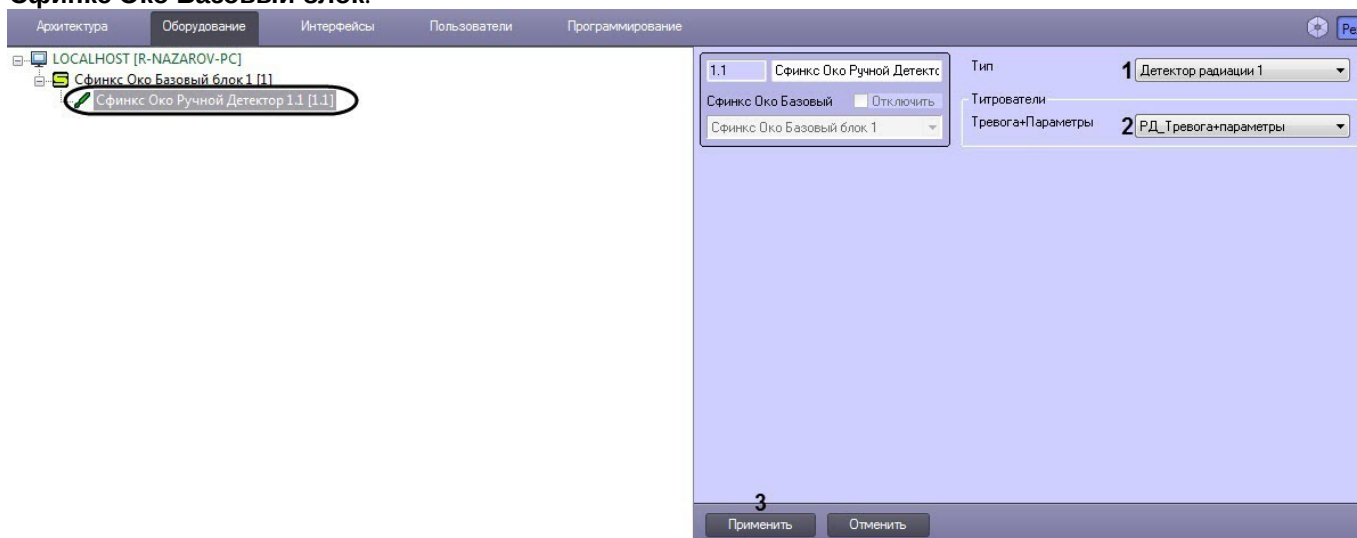 Сфинкс Око Базовый блок.
Архитектура Оборудование Интерфейсы Пользователи Программирование
LOCALHOST [R-NAZAROV-PC]
Сфинкс Око Базовый блок 1 [1]
Сфинкс Око Ручной Детектор 1.1 [1.1]
1.1 Сфинкс Око Ручной Детектс
Сфинкс Око Базовый Отключить
Сфинкс Око Базовый блок 1
Тип 1 Детектор радиации 1
Титрователи
Тревога+Параметры 2 РД_Тревога+параметры
3
Применить Отменить